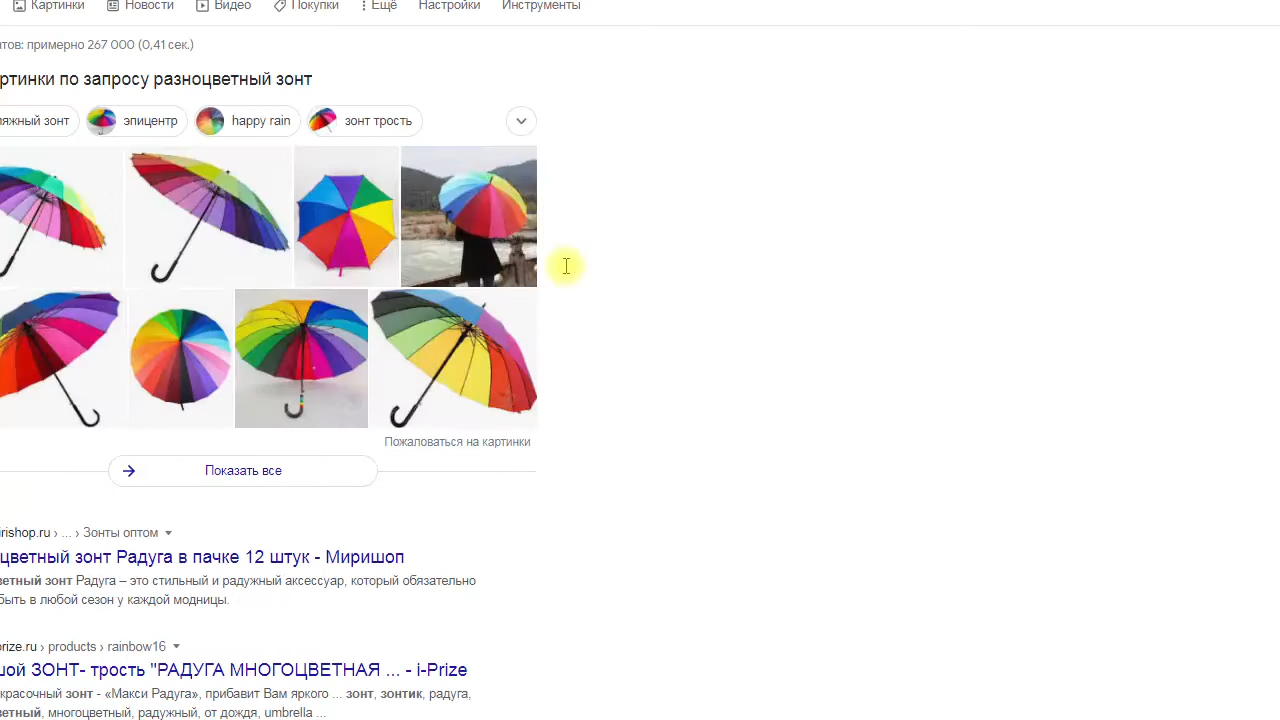 Картинки Новости Видео Покупки Ещё Настройки Инструменты
тов: примерно 267 000 (0,41 сек.)
ртинки по запросу разноцветный зонт
яжный зонт эпицентр happy rain зонт трость
Пожаловаться на картинки
Показать все
rishop.ru › ... › Зонты оптом
цветный зонт Радуга в пачке 12 штук - Миришоп
ветный зонт Радуга – это стильный и радужный аксессуар, который обязательно
быть в любой сезон у каждой модницы.
rize.ru › products › rainbow16
шой ЗОНТ- трость "РАДУГА МНОГОЦВЕТНАЯ ... - i-Prize
красочный зонт - «Макси Радуга», прибавит Вам яркого ... зонт, зонтик, радуга,
ветный, многоцветный, радужный, от дождя, umbrella ...